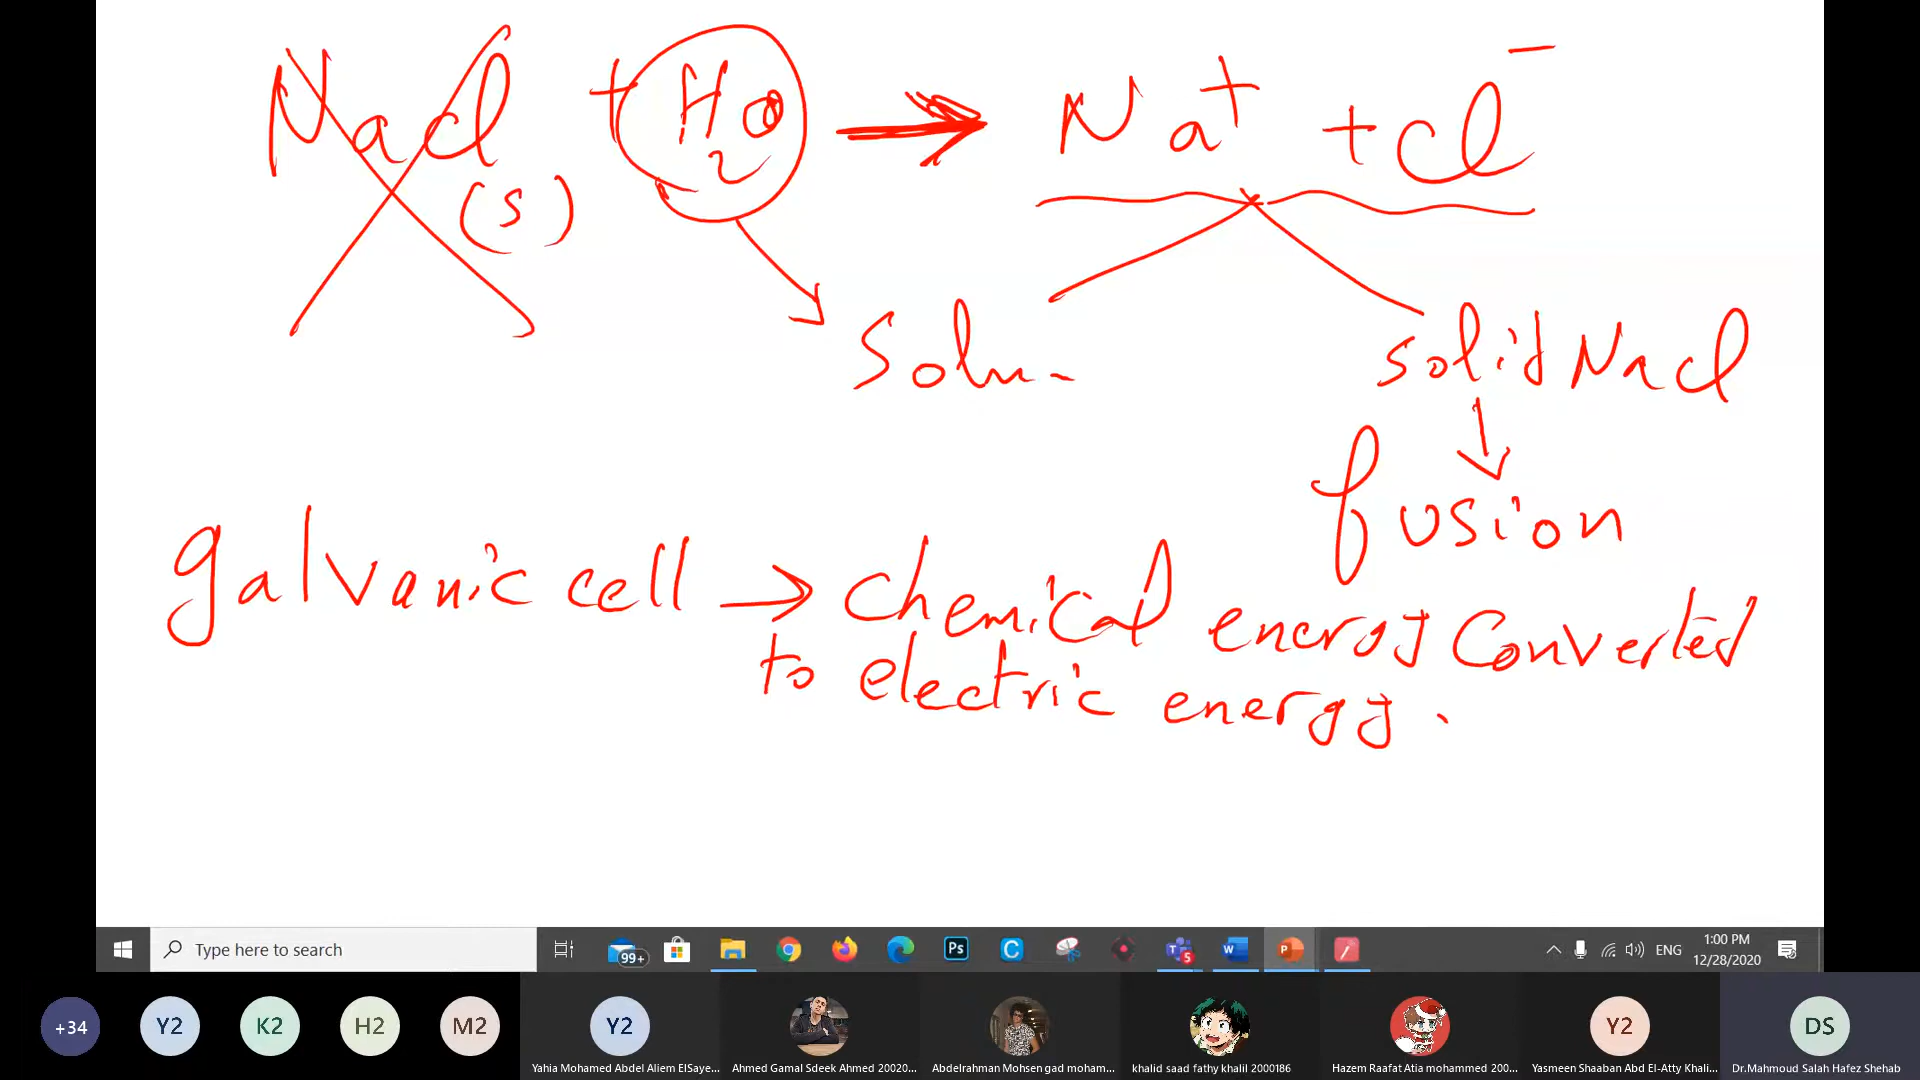 Nacl(s) + H2o → Na+ + cl−
Soln.
solid Nacl
fusion
galvanic cell → chemical energy Converted
to electric energy.
Type here to search
99+
Ps
C
5
ENG
1:00 PM
12/28/2020
+34
Y2
K2
H2
M2
Y2
Y2
DS
Yahia Mohamed Abdel Aliem ElSaye...
Ahmed Gamal Sdeek Ahmed 20020...
Abdelrahman Mohsen gad moham...
khalid saad fathy khalil 2000186
Hazem Raafat Atia mohammed 200...
Yasmeen Shaaban Abd El-Atty Khali...
Dr.Mahmoud Salah Hafez Shehab